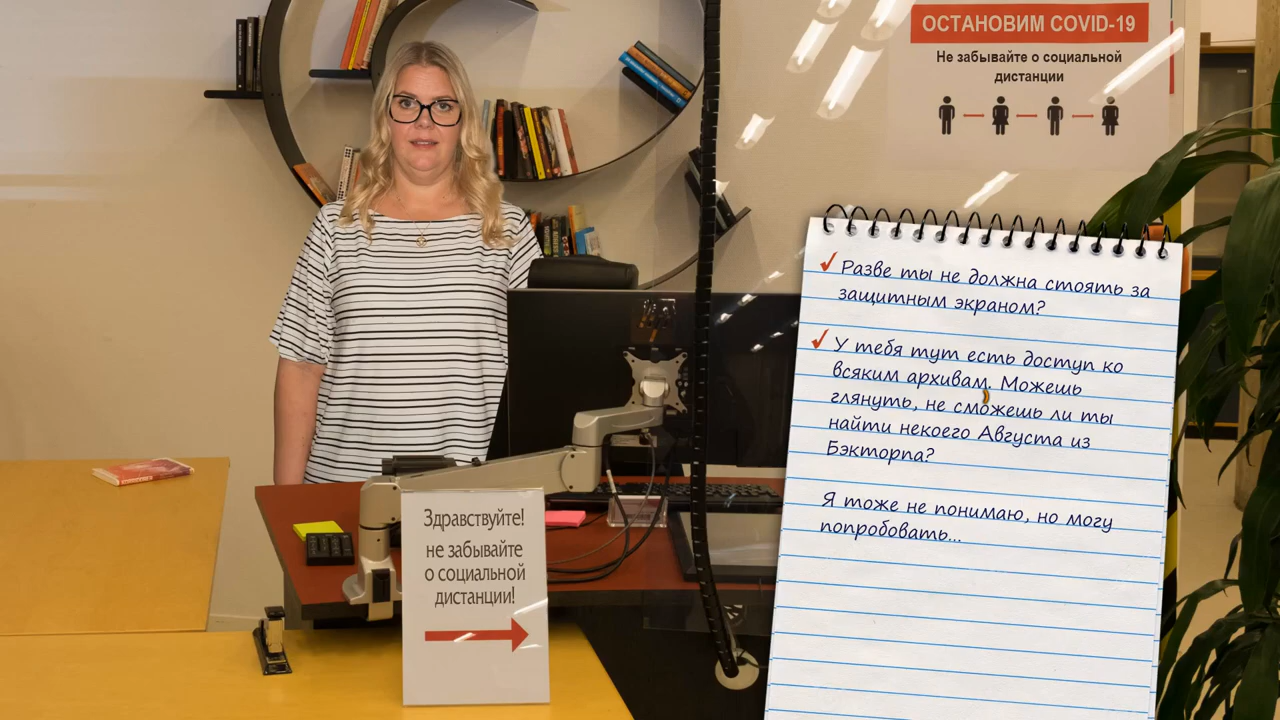 ОСТАНОВИМ COVID-19
Не забывайте о социальной
дистанции
Разве ты не должна стоять за
защитным экраном?
У тебя тут есть доступ ко
всяким архивам. Можешь
глянуть, не сможешь ли ты
найти некоего Августа из
Бэкторпа?
Я тоже не понимаю, но могу
попробовать...
Здравствуйте!
не забывайте
о социальной
дистанции!